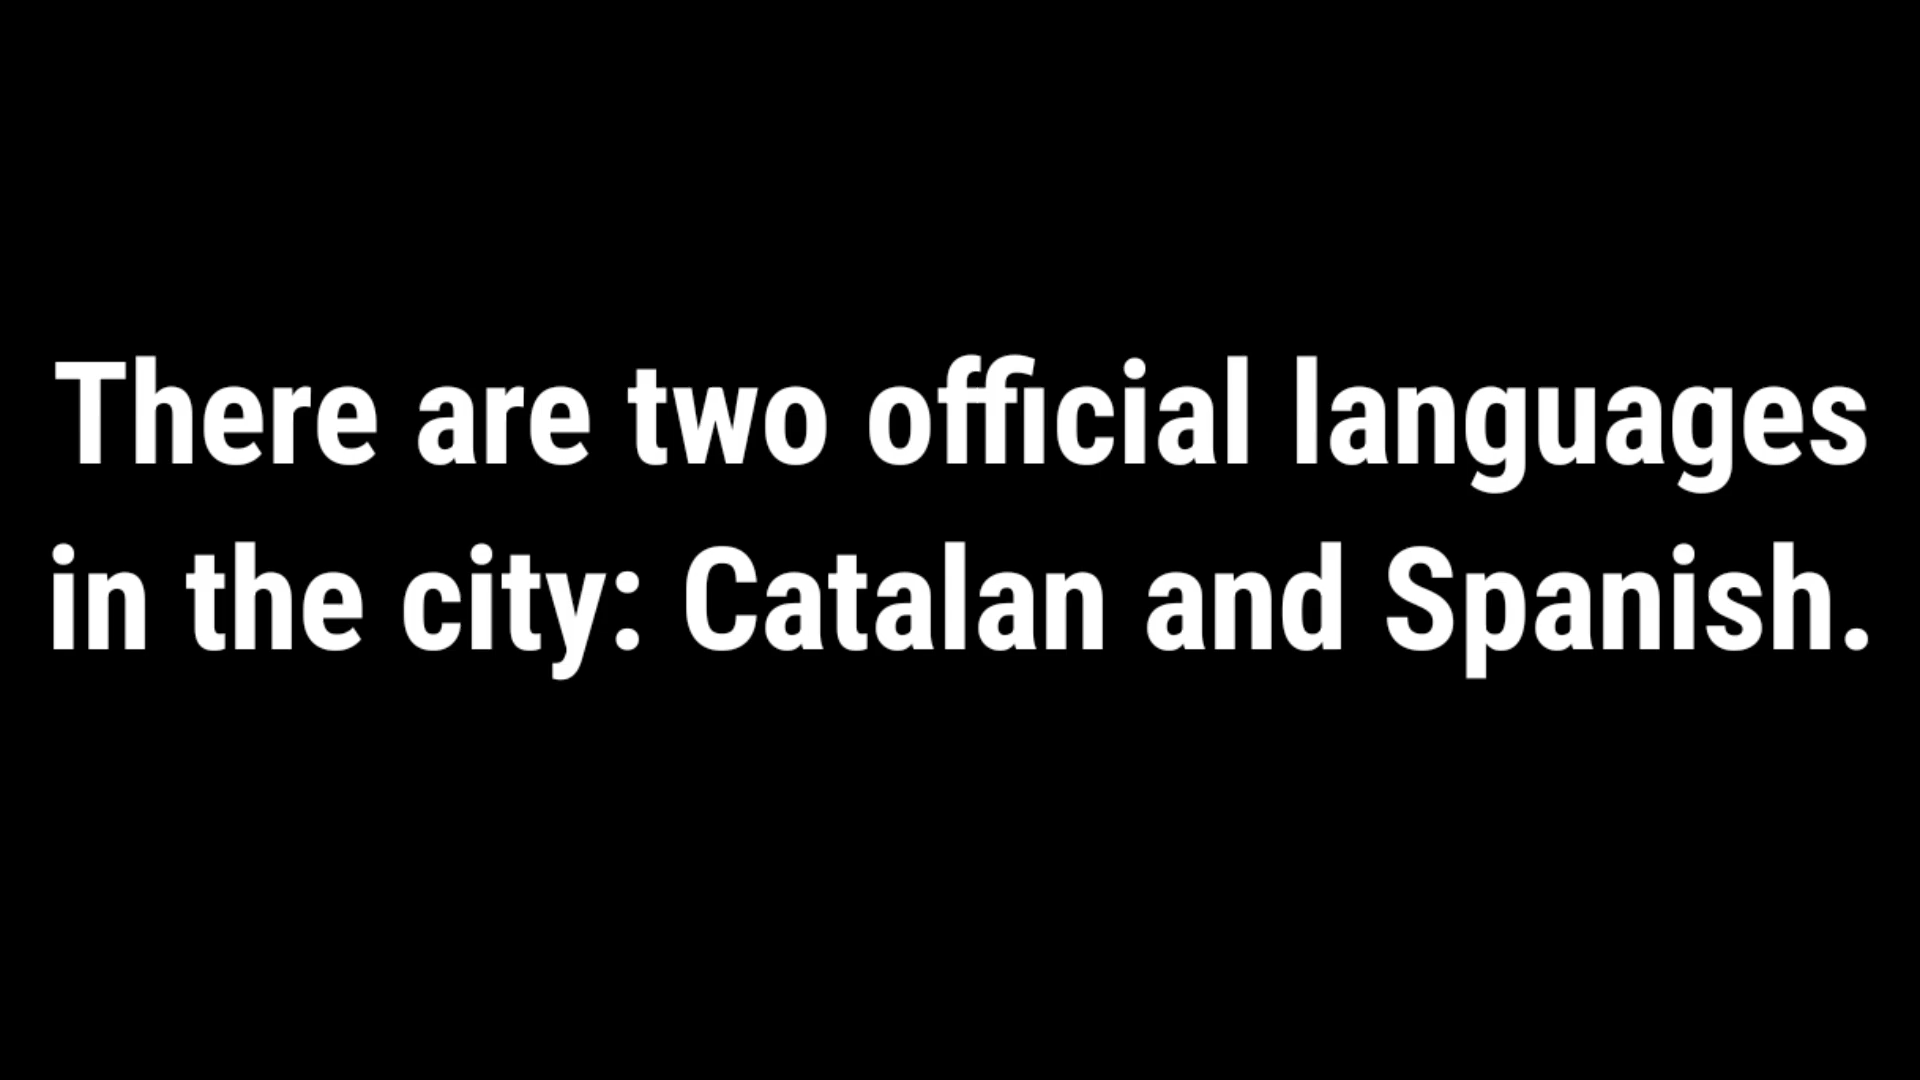 There are two official languages
in the city: Catalan and Spanish.